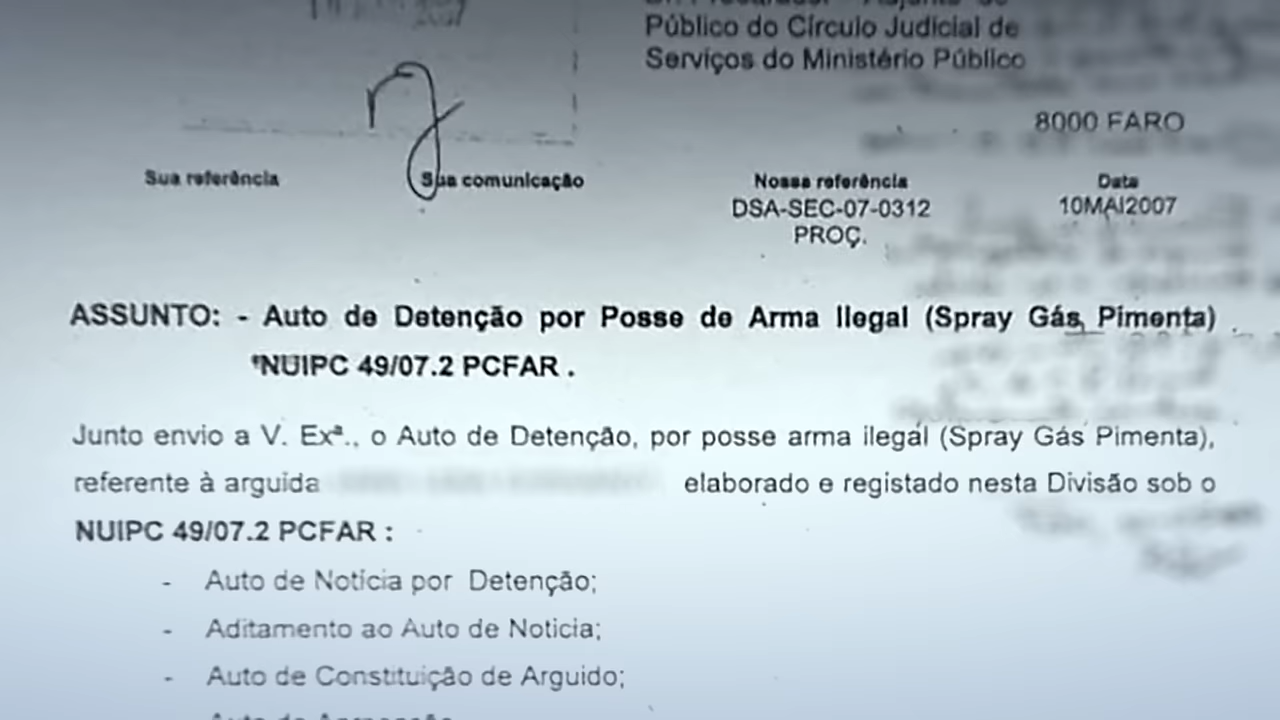 Público do Círculo Judicial de
Serviços do Ministério Público
8000 FARO
Sua referência Sua comunicação Nossa referência Data
DSA-SEC-07-0312 10MAI2007
PROÇ.
ASSUNTO: - Auto de Detenção por Posse de Arma Ilegal (Spray Gás Pimenta)
NUIPC 49/07.2 PCFAR .
Junto envio a V. Exª., o Auto de Detenção, por posse arma ilegal (Spray Gás Pimenta),
referente à arguida elaborado e registado nesta Divisão sob o
NUIPC 49/07.2 PCFAR :
- Auto de Notícia por Detenção;
- Aditamento ao Auto de Noticia;
- Auto de Constituição de Arguido;